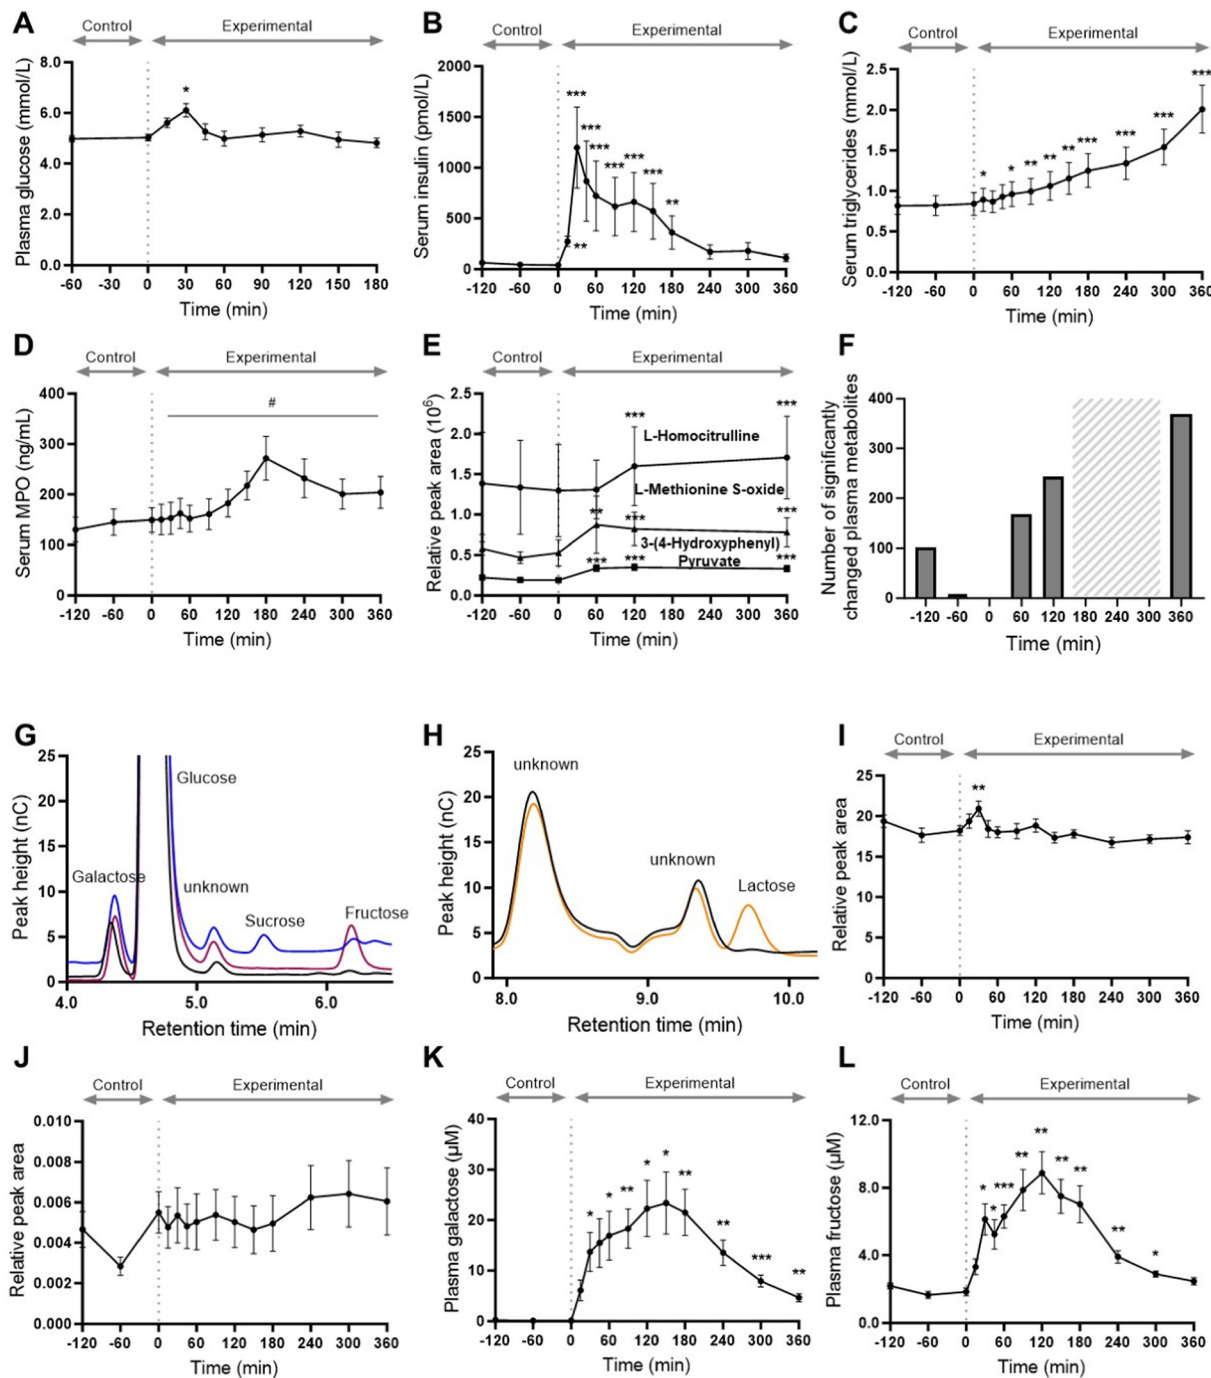 A
Control
Experimental
Plasma glucose (mmol/L)
8.0
6.0
4.0
2.0
0.0
*
-60 -30 0 30 60 90 120 150 180
Time (min)
B
Control
Experimental
Serum insulin (pmol/L)
2000
1500
1000
500
0
*** *** *** *** *** *** **
**
-120 -60 0 60 120 180 240 300 360
Time (min)
C
Control
Experimental
Serum triglycerides (mmol/L)
2.5
2.0
1.5
1.0
0.5
0.0
* * ** ** ** *** *** *** ***
-120 -60 0 60 120 180 240 300 360
Time (min)
D
Control
Experimental
Serum MPO (ng/mL)
400
300
200
100
0
#
-120 -60 0 60 120 180 240 300 360
Time (min)
E
Control
Experimental
Relative peak area (10⁶)
2.5
2.0
1.5
1.0
0.5
0.0
*** ***
L-Homocitrulline
L-Methionine S-oxide
** *** ***
3-(4-Hydroxyphenyl)
Pyruvate
*** *** ***
-120 -60 0 60 120 180 240 300 360
Time (min)
F
Number of significantly
changed plasma metabolites
400
300
200
100
0
-120 -60 0 60 120 180 240 300 360
Time (min)
G
Peak height (nC)
25
20
15
10
5
0
Glucose
Galactose
unknown
Sucrose
Fructose
4.0 5.0 6.0
Retention time (min)
H
Peak height (nC)
25
20
15
10
5
0
unknown
unknown
Lactose
8.0 9.0 10.0
Retention time (min)
I
Control
Experimental
Relative peak area
25
20
15
10
5
0
**
-120 -60 0 60 120 180 240 300 360
Time (min)
J
Control
Experimental
Relative peak area
0.010
0.008
0.006
0.004
0.002
0.000
-120 -60 0 60 120 180 240 300 360
Time (min)
K
Control
Experimental
Plasma galactose (µM)
40
30
20
10
0
* * ** * * ** ** *** **
-120 -60 0 60 120 180 240 300 360
Time (min)
L
Control
Experimental
Plasma fructose (µM)
12.0
8.0
4.0
0.0
* * *** ** ** ** ** ** *
-120 -60 0 60 120 180 240 300 360
Time (min)